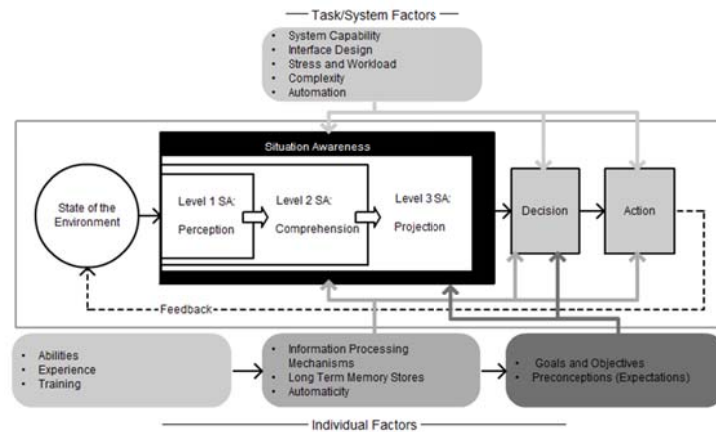 Task/System Factors
• System Capability
• Interface Design
• Stress and Workload
• Complexity
• Automation
Situation Awareness
State of the
Environment
Level 1 SA:
Perception
Level 2 SA:
Comprehension
Level 3 SA:
Projection
Decision
Action
Feedback
• Abilities
• Experience
• Training
• Information Processing
Mechanisms
• Long Term Memory Stores
• Automaticity
• Goals and Objectives
• Preconceptions (Expectations)
Individual Factors